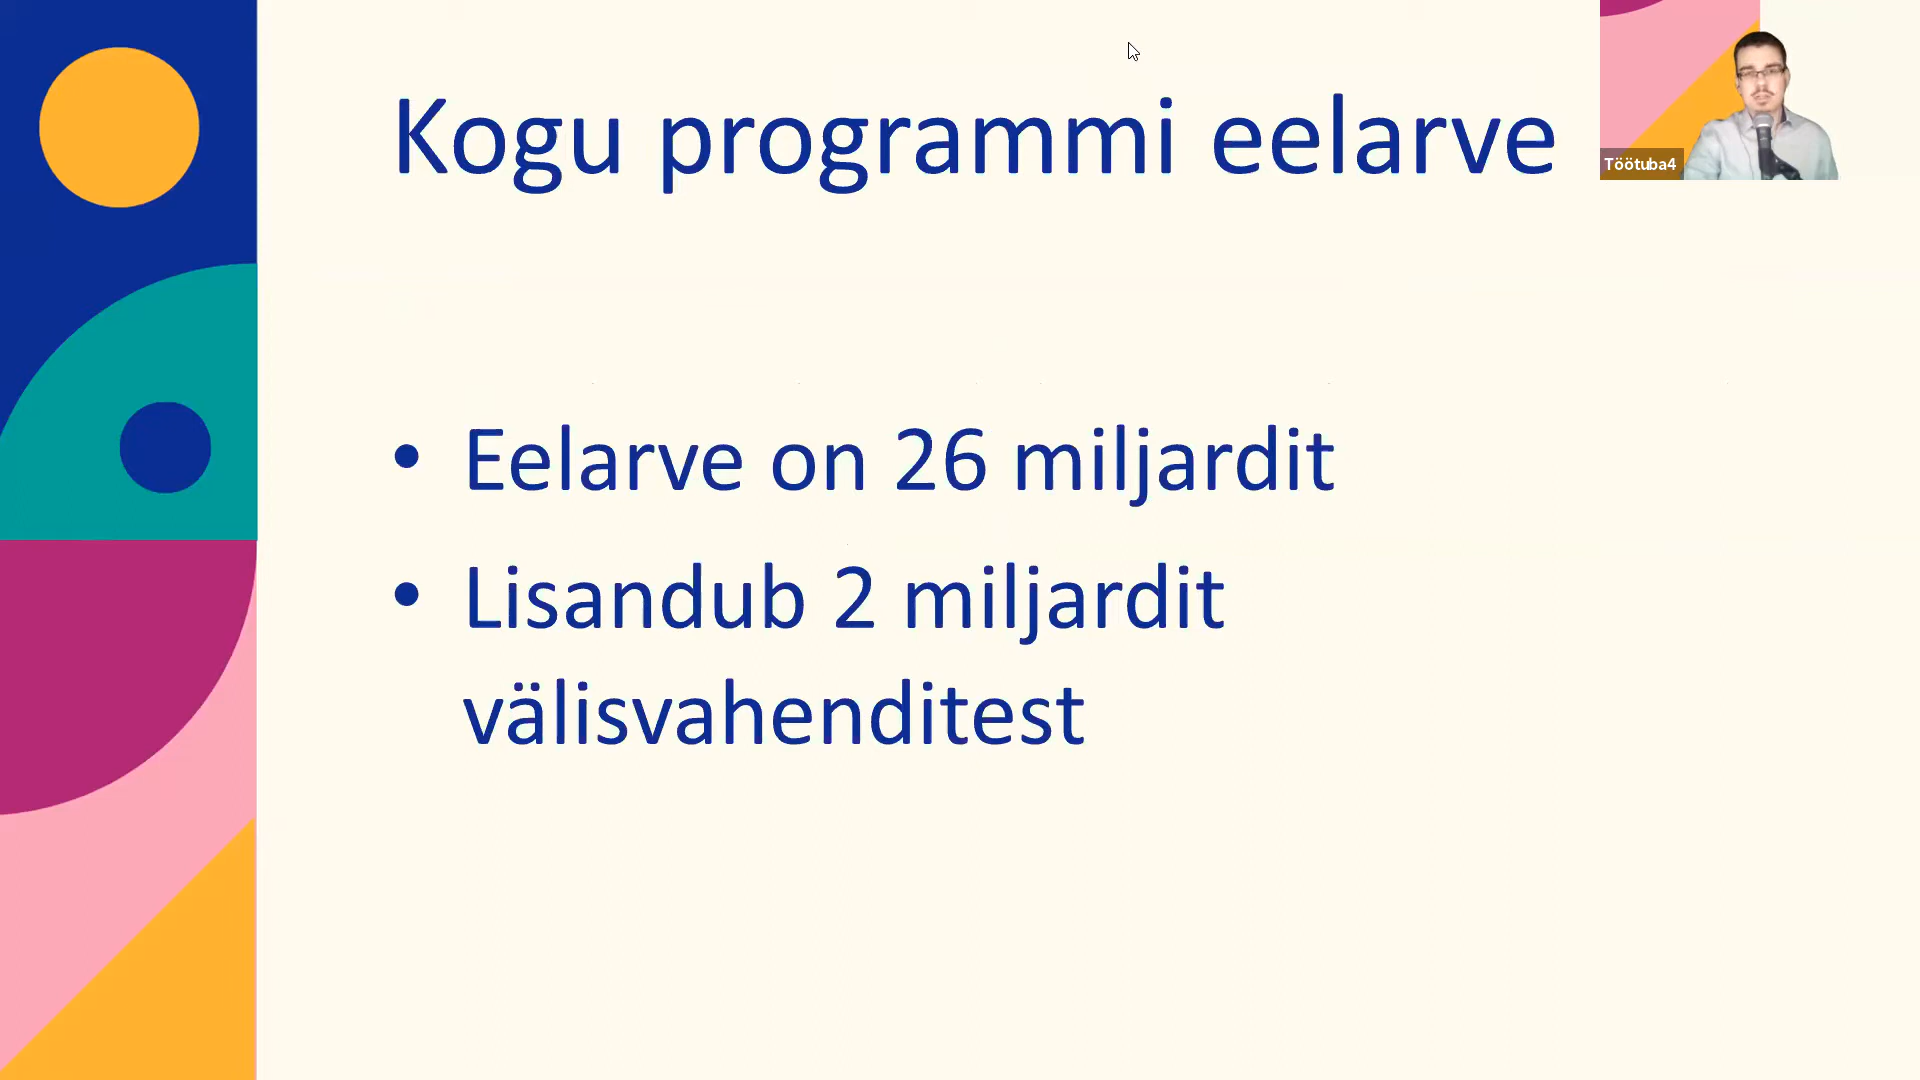 Kogu programmi eelarve
Töötuba4
• Eelarve on 26 miljardit
• Lisandub 2 miljardit
välisvahenditest